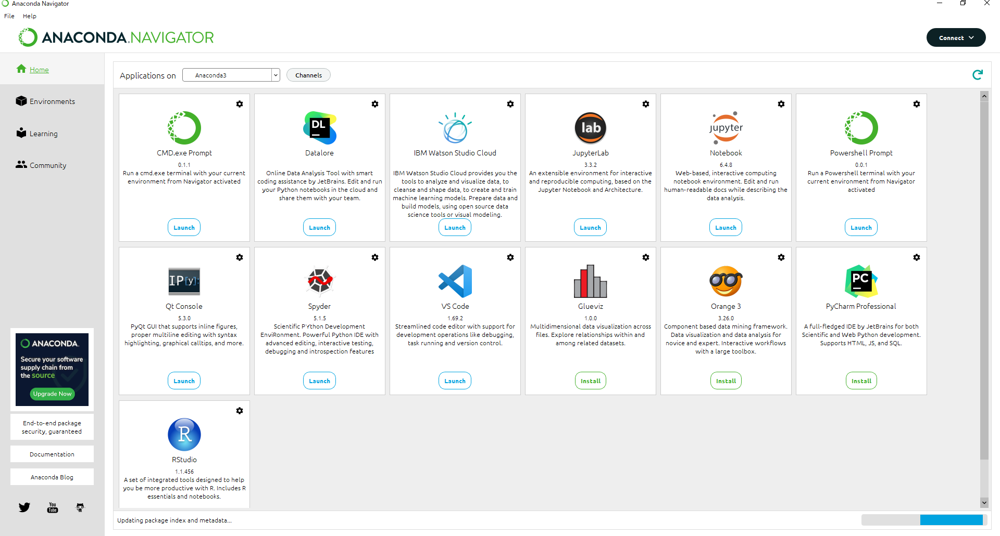 Anaconda Navigator
File Help
ANACONDA.NAVIGATOR
Connect
Home
Environments
Learning
Community
ANACONDA.
Secure your software
supply chain from
the source
Upgrade Now
End-to-end package
security, guaranteed
Documentation
Anaconda Blog
You
Tube
Applications on Anaconda3 Channels
CMD.exe Prompt
0.1.1
Run a cmd.exe terminal with your current
environment from Navigator activated
Launch
DL
Datalore
Online Data Analysis Tool with smart
coding assistance by JetBrains. Edit and run
your Python notebooks in the cloud and
share them with your team.
Launch
IBM Watson Studio Cloud
IBM Watson Studio Cloud provides you the
tools to analyze and visualize data, to
cleanse and shape data, to create and train
machine learning models. Prepare data and
build models, using open source data
science tools or visual modeling.
Launch
lab
JupyterLab
3.3.2
An extensible environment for interactive
and reproducible computing, based on the
Jupyter Notebook and Architecture.
Launch
jupyter
Notebook
6.4.8
Web-based, interactive computing
notebook environment. Edit and run
human-readable docs while describing the
data analysis.
Launch
Powershell Prompt
0.0.1
Run a Powershell terminal with your
current environment from Navigator
activated
Launch
IP[y]:
Qt Console
5.3.0
PyQt GUI that supports inline figures,
proper multiline editing with syntax
highlighting, graphical calltips, and more.
Launch
Spyder
5.1.5
Scientific PYthon Development
EnviRonment. Powerful Python IDE with
advanced editing, interactive testing,
debugging and introspection features
Launch
VS Code
1.69.2
Streamlined code editor with support for
development operations like debugging,
task running and version control.
Launch
Glueviz
1.0.0
Multidimensional data visualization across
files. Explore relationships within and
among related datasets.
Install
Orange 3
3.26.0
Component based data mining framework.
Data visualization and data analysis for
novice and expert. Interactive workflows
with a large toolbox.
Install
PC
PyCharm Professional
A full-fledged IDE by JetBrains for both
Scientific and Web Python development.
Supports HTML, JS, and SQL.
Install
R
RStudio
1.1.456
A set of integrated tools designed to help
you be more productive with R. Includes R
essentials and notebooks.
Updating package index and metadata...